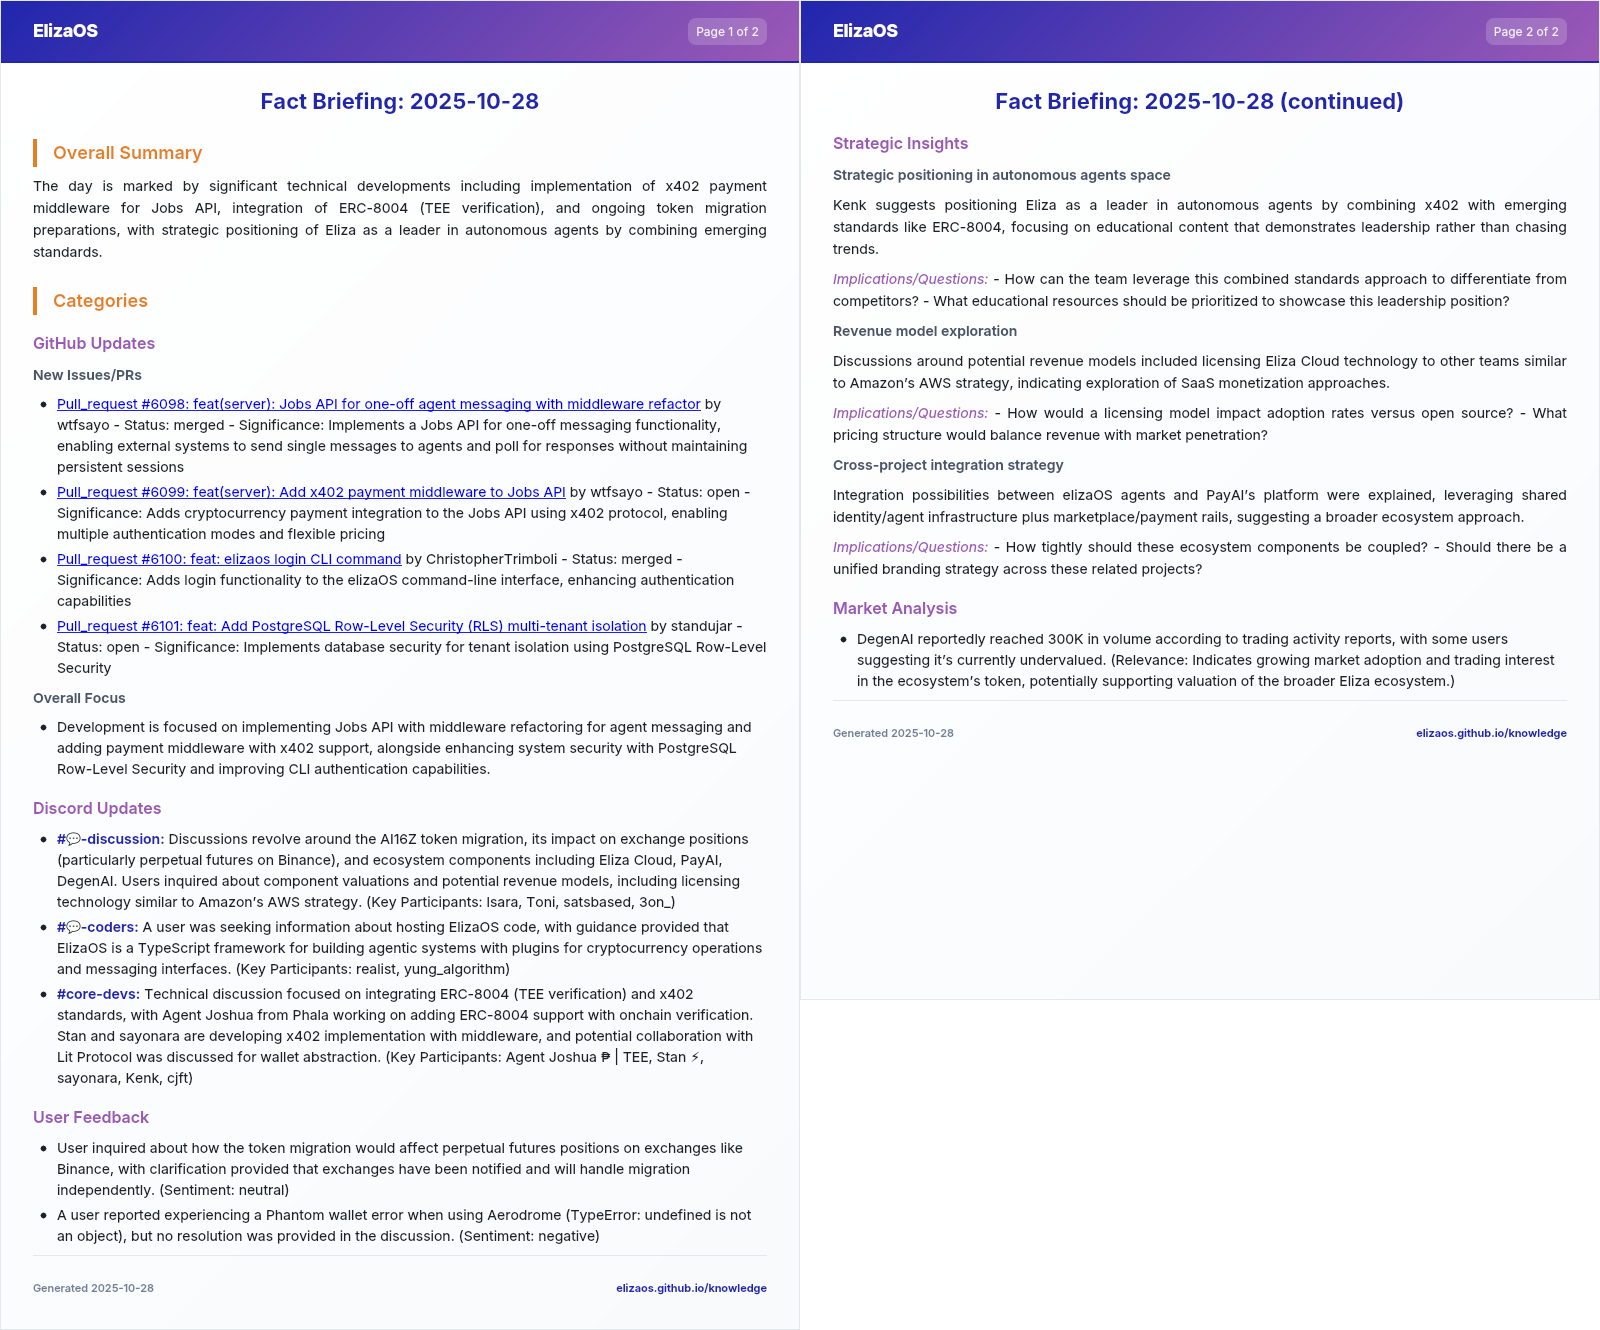 ElizaOS
Page 1 of 2
Fact Briefing: 2025-10-28
Overall Summary
The day is marked by significant technical developments including implementation of x402 payment
middleware for Jobs API, integration of ERC-8004 (TEE verification), and ongoing token migration
preparations, with strategic positioning of Eliza as a leader in autonomous agents by combining emerging
standards.
Categories
GitHub Updates
New Issues/PRs
• Pull_request #6098: feat(server): Jobs API for one-off agent messaging with middleware refactor by
wtfsayo - Status: merged - Significance: Implements a Jobs API for one-off messaging functionality,
enabling external systems to send single messages to agents and poll for responses without maintaining
persistent sessions
• Pull_request #6099: feat(server): Add x402 payment middleware to Jobs API by wtfsayo - Status: open -
Significance: Adds cryptocurrency payment integration to the Jobs API using x402 protocol, enabling
multiple authentication modes and flexible pricing
• Pull_request #6100: feat: elizaos login CLI command by ChristopherTrimboli - Status: merged -
Significance: Adds login functionality to the elizaOS command-line interface, enhancing authentication
capabilities
• Pull_request #6101: feat: Add PostgreSQL Row-Level Security (RLS) multi-tenant isolation by standujar -
Status: open - Significance: Implements database security for tenant isolation using PostgreSQL Row-Level
Security
Overall Focus
• Development is focused on implementing Jobs API with middleware refactoring for agent messaging and
adding payment middleware with x402 support, alongside enhancing system security with PostgreSQL
Row-Level Security and improving CLI authentication capabilities.
Discord Updates
• #💬-discussion: Discussions revolve around the AI16Z token migration, its impact on exchange positions
(particularly perpetual futures on Binance), and ecosystem components including Eliza Cloud, PayAI,
DegenAI. Users inquired about component valuations and potential revenue models, including licensing
technology similar to Amazon's AWS strategy. (Key Participants: Isara, Toni, satsbased, 3on_)
• #💬-coders: A user was seeking information about hosting ElizaOS code, with guidance provided that
ElizaOS is a TypeScript framework for building agentic systems with plugins for cryptocurrency operations
and messaging interfaces. (Key Participants: realist, yung_algorithm)
• #core-devs: Technical discussion focused on integrating ERC-8004 (TEE verification) and x402
standards, with Agent Joshua from Phala working on adding ERC-8004 support with onchain verification.
Stan and sayonara are developing x402 implementation with middleware, and potential collaboration with
Lit Protocol was discussed for wallet abstraction. (Key Participants: Agent Joshua ₱ | TEE, Stan ⚡,
sayonara, Kenk, cjft)
User Feedback
• User inquired about how the token migration would affect perpetual futures positions on exchanges like
Binance, with clarification provided that exchanges have been notified and will handle migration
independently. (Sentiment: neutral)
• A user reported experiencing a Phantom wallet error when using Aerodrome (TypeError: undefined is not
an object), but no resolution was provided in the discussion. (Sentiment: negative)
Generated 2025-10-28
elizaos.github.io/knowledge
ElizaOS
Page 2 of 2
Fact Briefing: 2025-10-28 (continued)
Strategic Insights
Strategic positioning in autonomous agents space
Kenk suggests positioning Eliza as a leader in autonomous agents by combining x402 with emerging
standards like ERC-8004, focusing on educational content that demonstrates leadership rather than chasing
trends.
Implications/Questions: - How can the team leverage this combined standards approach to differentiate from
competitors? - What educational resources should be prioritized to showcase this leadership position?
Revenue model exploration
Discussions around potential revenue models included licensing Eliza Cloud technology to other teams similar
to Amazon's AWS strategy, indicating exploration of SaaS monetization approaches.
Implications/Questions: - How would a licensing model impact adoption rates versus open source? - What
pricing structure would balance revenue with market penetration?
Cross-project integration strategy
Integration possibilities between elizaOS agents and PayAI's platform were explained, leveraging shared
identity/agent infrastructure plus marketplace/payment rails, suggesting a broader ecosystem approach.
Implications/Questions: - How tightly should these ecosystem components be coupled? - Should there be a
unified branding strategy across these related projects?
Market Analysis
• DegenAI reportedly reached 300K in volume according to trading activity reports, with some users
suggesting it's currently undervalued. (Relevance: Indicates growing market adoption and trading interest
in the ecosystem's token, potentially supporting valuation of the broader Eliza ecosystem.)
Generated 2025-10-28
elizaos.github.io/knowledge